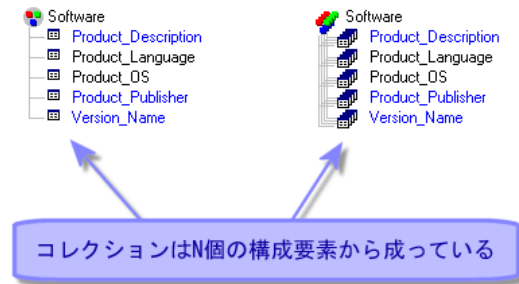 Software
Product_Description
Product_Language
Product_OS
Product_Publisher
Version_Name
Software
Product_Description
Product_Language
Product_OS
Product_Publisher
Version_Name
コレクションはN個の構成要素から成っている